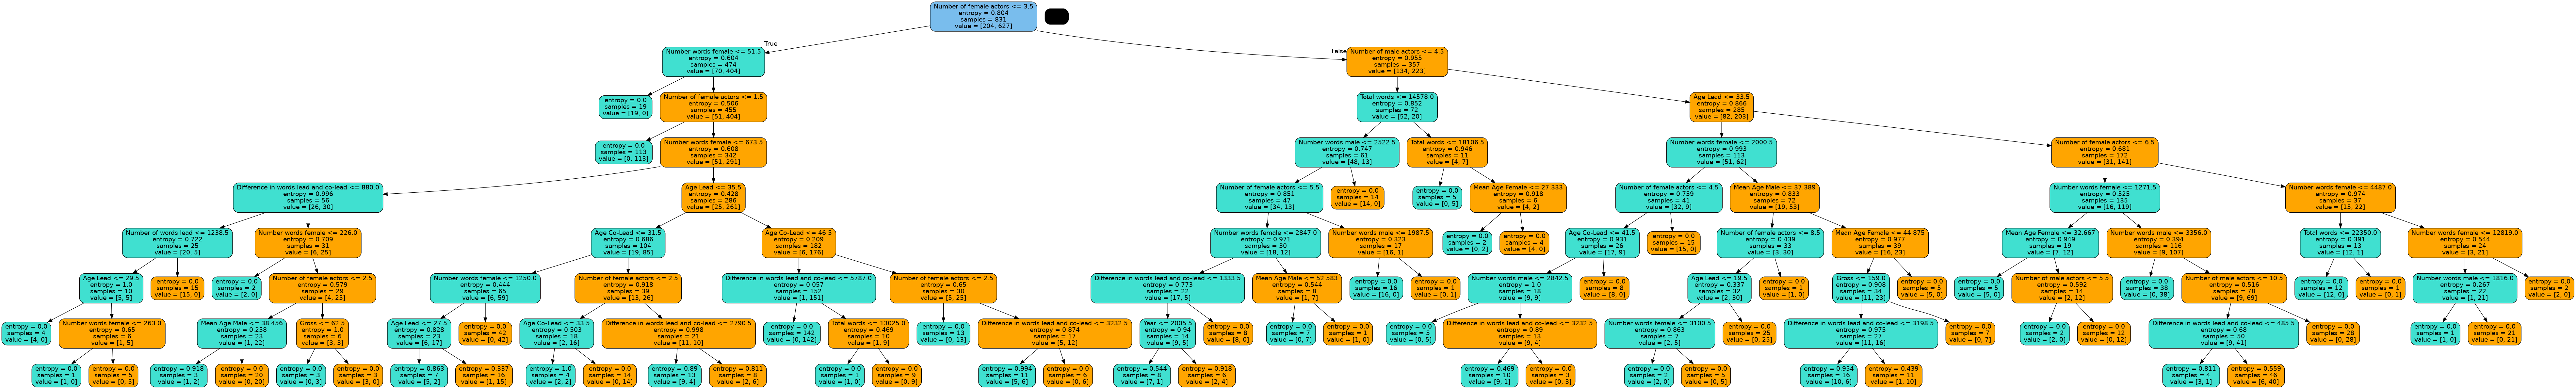 Number of female actors <= 3.5
entropy = 0.804
samples = 831
value = [204, 627]
True
False
Number words female <= 51.5
entropy = 0.604
samples = 474
value = [70, 404]
Number of male actors <= 4.5
entropy = 0.955
samples = 357
value = [134, 223]
entropy = 0.0
samples = 19
value = [19, 0]
Number of female actors <= 1.5
entropy = 0.506
samples = 455
value = [51, 404]
Total words <= 14578.0
entropy = 0.852
samples = 72
value = [52, 20]
Age Lead <= 33.5
entropy = 0.866
samples = 285
value = [82, 203]
entropy = 0.0
samples = 113
value = [0, 113]
Number words female <= 673.5
entropy = 0.608
samples = 342
value = [51, 291]
Number words male <= 2522.5
entropy = 0.747
samples = 61
value = [48, 13]
Total words <= 18106.5
entropy = 0.946
samples = 11
value = [4, 7]
Number words female <= 2000.5
entropy = 0.993
samples = 113
value = [51, 62]
Number of female actors <= 6.5
entropy = 0.681
samples = 172
value = [31, 141]
Difference in words lead and co-lead <= 880.0
entropy = 0.996
samples = 56
value = [26, 30]
Age Lead <= 35.5
entropy = 0.428
samples = 286
value = [25, 261]
Number of female actors <= 5.5
entropy = 0.851
samples = 47
value = [34, 13]
entropy = 0.0
samples = 14
value = [14, 0]
entropy = 0.0
samples = 5
value = [0, 5]
Mean Age Female <= 27.333
entropy = 0.918
samples = 6
value = [4, 2]
Number of female actors <= 4.5
entropy = 0.759
samples = 41
value = [32, 9]
Mean Age Male <= 37.389
entropy = 0.833
samples = 72
value = [19, 53]
Number words female <= 1271.5
entropy = 0.525
samples = 135
value = [16, 119]
Number words female <= 4487.0
entropy = 0.974
samples = 37
value = [15, 22]
Number of words lead <= 1238.5
entropy = 0.722
samples = 25
value = [20, 5]
Number words female <= 226.0
entropy = 0.709
samples = 31
value = [6, 25]
Age Co-Lead <= 31.5
entropy = 0.686
samples = 104
value = [19, 85]
Age Co-Lead <= 46.5
entropy = 0.209
samples = 182
value = [6, 176]
Number words female <= 2847.0
entropy = 0.971
samples = 30
value = [18, 12]
Number words male <= 1987.5
entropy = 0.323
samples = 17
value = [16, 1]
entropy = 0.0
samples = 2
value = [0, 2]
entropy = 0.0
samples = 4
value = [4, 0]
Age Co-Lead <= 41.5
entropy = 0.931
samples = 26
value = [17, 9]
entropy = 0.0
samples = 15
value = [15, 0]
Number of female actors <= 8.5
entropy = 0.439
samples = 33
value = [3, 30]
Mean Age Female <= 44.875
entropy = 0.977
samples = 39
value = [16, 23]
Mean Age Female <= 32.667
entropy = 0.949
samples = 19
value = [7, 12]
Number words male <= 3356.0
entropy = 0.394
samples = 116
value = [9, 107]
Total words <= 22350.0
entropy = 0.391
samples = 13
value = [12, 1]
Number words female <= 12819.0
entropy = 0.544
samples = 24
value = [3, 21]
Age Lead <= 29.5
entropy = 1.0
samples = 10
value = [5, 5]
entropy = 0.0
samples = 15
value = [15, 0]
entropy = 0.0
samples = 2
value = [2, 0]
Number of female actors <= 2.5
entropy = 0.579
samples = 29
value = [4, 25]
Number words female <= 1250.0
entropy = 0.444
samples = 65
value = [6, 59]
Number of female actors <= 2.5
entropy = 0.918
samples = 39
value = [13, 26]
Difference in words lead and co-lead <= 5787.0
entropy = 0.057
samples = 152
value = [1, 151]
Number of female actors <= 2.5
entropy = 0.65
samples = 30
value = [5, 25]
Difference in words lead and co-lead <= 1333.5
entropy = 0.773
samples = 22
value = [17, 5]
Mean Age Male <= 52.583
entropy = 0.544
samples = 8
value = [1, 7]
entropy = 0.0
samples = 16
value = [16, 0]
entropy = 0.0
samples = 1
value = [0, 1]
Number words male <= 2842.5
entropy = 1.0
samples = 18
value = [9, 9]
entropy = 0.0
samples = 8
value = [8, 0]
Age Lead <= 19.5
entropy = 0.337
samples = 32
value = [2, 30]
entropy = 0.0
samples = 1
value = [1, 0]
Gross <= 159.0
entropy = 0.908
samples = 34
value = [11, 23]
entropy = 0.0
samples = 5
value = [5, 0]
entropy = 0.0
samples = 5
value = [5, 0]
Number of male actors <= 5.5
entropy = 0.592
samples = 14
value = [2, 12]
entropy = 0.0
samples = 38
value = [0, 38]
Number of male actors <= 10.5
entropy = 0.516
samples = 78
value = [9, 69]
entropy = 0.0
samples = 12
value = [12, 0]
entropy = 0.0
samples = 1
value = [0, 1]
Number words male <= 1816.0
entropy = 0.267
samples = 22
value = [1, 21]
entropy = 0.0
samples = 2
value = [2, 0]
entropy = 0.0
samples = 4
value = [4, 0]
Number words female <= 263.0
entropy = 0.65
samples = 6
value = [1, 5]
Mean Age Male <= 38.456
entropy = 0.258
samples = 23
value = [1, 22]
Gross <= 62.5
entropy = 1.0
samples = 6
value = [3, 3]
Age Lead <= 27.5
entropy = 0.828
samples = 23
value = [6, 17]
entropy = 0.0
samples = 42
value = [0, 42]
Age Co-Lead <= 33.5
entropy = 0.503
samples = 18
value = [2, 16]
Difference in words lead and co-lead <= 2790.5
entropy = 0.998
samples = 21
value = [11, 10]
entropy = 0.0
samples = 142
value = [0, 142]
Total words <= 13025.0
entropy = 0.469
samples = 10
value = [1, 9]
entropy = 0.0
samples = 13
value = [0, 13]
Difference in words lead and co-lead <= 3232.5
entropy = 0.874
samples = 17
value = [5, 12]
Year <= 2005.5
entropy = 0.94
samples = 14
value = [9, 5]
entropy = 0.0
samples = 8
value = [8, 0]
entropy = 0.0
samples = 7
value = [0, 7]
entropy = 0.0
samples = 1
value = [1, 0]
entropy = 0.0
samples = 5
value = [0, 5]
Difference in words lead and co-lead <= 3232.5
entropy = 0.89
samples = 13
value = [9, 4]
Number words female <= 3100.5
entropy = 0.863
samples = 7
value = [2, 5]
entropy = 0.0
samples = 25
value = [0, 25]
Difference in words lead and co-lead <= 3198.5
entropy = 0.975
samples = 27
value = [11, 16]
entropy = 0.0
samples = 7
value = [0, 7]
entropy = 0.0
samples = 2
value = [2, 0]
entropy = 0.0
samples = 12
value = [0, 12]
Difference in words lead and co-lead <= 485.5
entropy = 0.68
samples = 50
value = [9, 41]
entropy = 0.0
samples = 28
value = [0, 28]
entropy = 0.0
samples = 1
value = [1, 0]
entropy = 0.0
samples = 21
value = [0, 21]
entropy = 0.0
samples = 1
value = [1, 0]
entropy = 0.0
samples = 5
value = [0, 5]
entropy = 0.918
samples = 3
value = [1, 2]
entropy = 0.0
samples = 20
value = [0, 20]
entropy = 0.0
samples = 3
value = [0, 3]
entropy = 0.0
samples = 3
value = [3, 0]
entropy = 0.863
samples = 7
value = [5, 2]
entropy = 0.337
samples = 16
value = [1, 15]
entropy = 1.0
samples = 4
value = [2, 2]
entropy = 0.0
samples = 14
value = [0, 14]
entropy = 0.89
samples = 13
value = [9, 4]
entropy = 0.811
samples = 8
value = [2, 6]
entropy = 0.0
samples = 1
value = [1, 0]
entropy = 0.0
samples = 9
value = [0, 9]
entropy = 0.994
samples = 11
value = [5, 6]
entropy = 0.0
samples = 6
value = [0, 6]
entropy = 0.544
samples = 8
value = [7, 1]
entropy = 0.918
samples = 6
value = [2, 4]
entropy = 0.469
samples = 10
value = [9, 1]
entropy = 0.0
samples = 3
value = [0, 3]
entropy = 0.0
samples = 2
value = [2, 0]
entropy = 0.0
samples = 5
value = [0, 5]
entropy = 0.954
samples = 16
value = [10, 6]
entropy = 0.439
samples = 11
value = [1, 10]
entropy = 0.811
samples = 4
value = [3, 1]
entropy = 0.559
samples = 46
value = [6, 40]